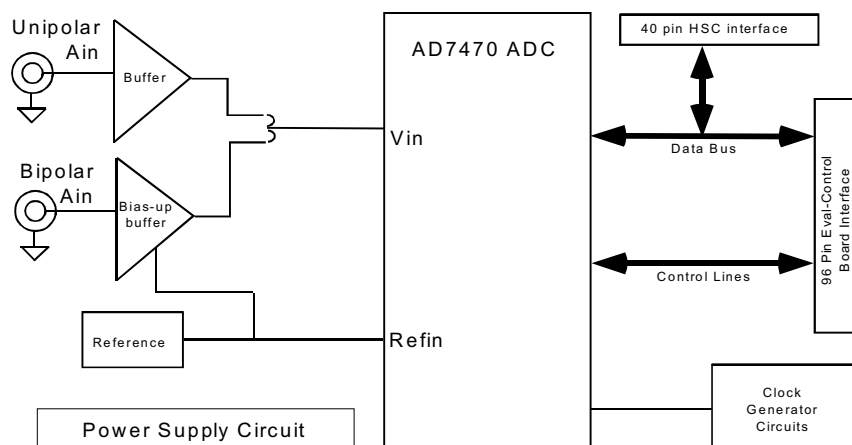 Unipolar
Ain
Buffer
Bipolar
Ain
Bias-up
buffer
Reference
Power Supply Circuit
AD7470 ADC
Vin
Refin
40 pin HSC interface
Data Bus
Control Lines
96 Pin Eval-Control
Board Interface
Clock
Generator
Circuits